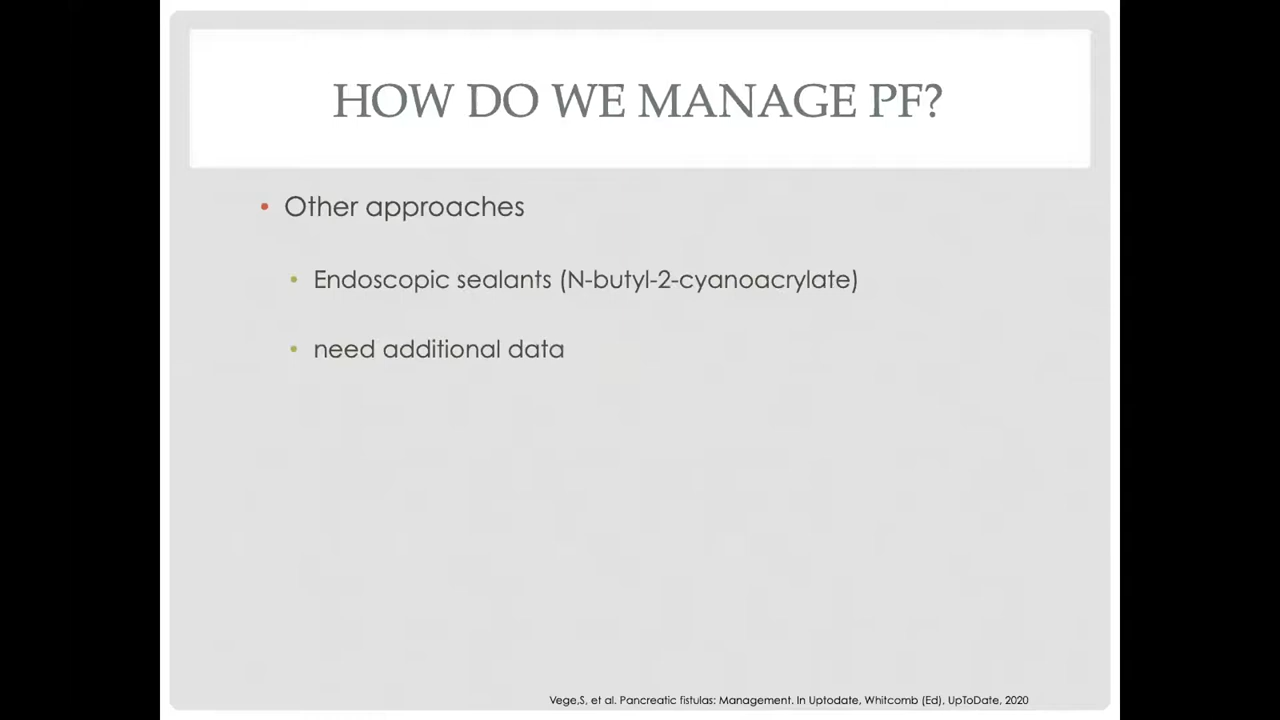 HOW DO WE MANAGE PF?
• Other approaches
• Endoscopic sealants (N-butyl-2-cyanoacrylate)
• need additional data
Vege,S, et al. Pancreatic fistulas: Management. In Uptodate, Whitcomb (Ed), UpToDate, 2020